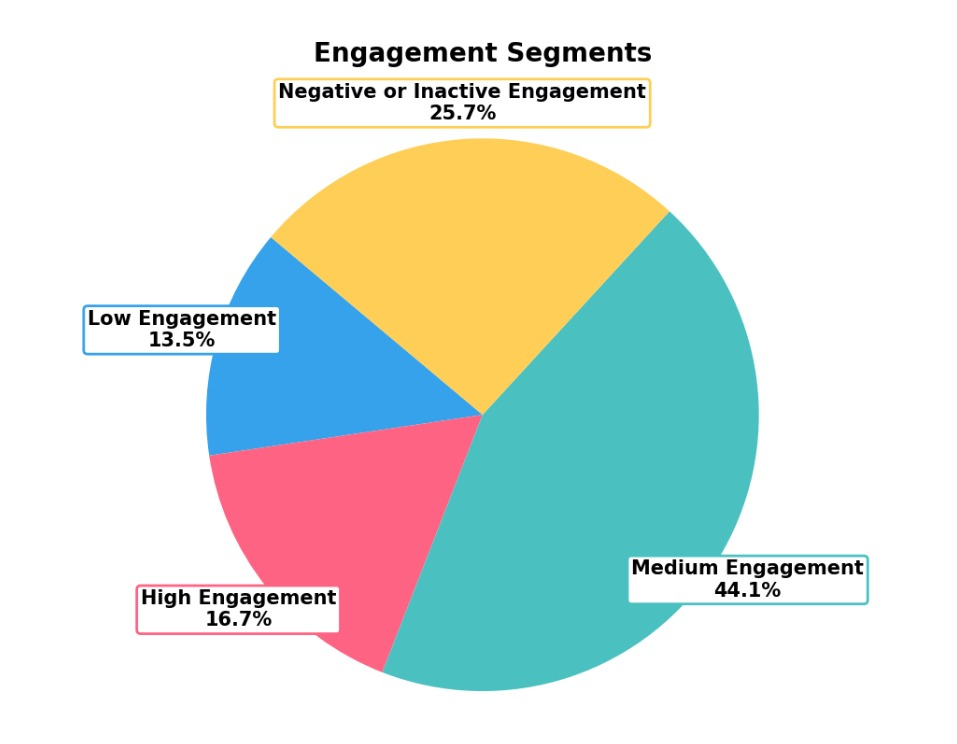 Engagement Segments
Negative or Inactive Engagement
25.7%
Low Engagement
13.5%
Medium Engagement
44.1%
High Engagement
16.7%